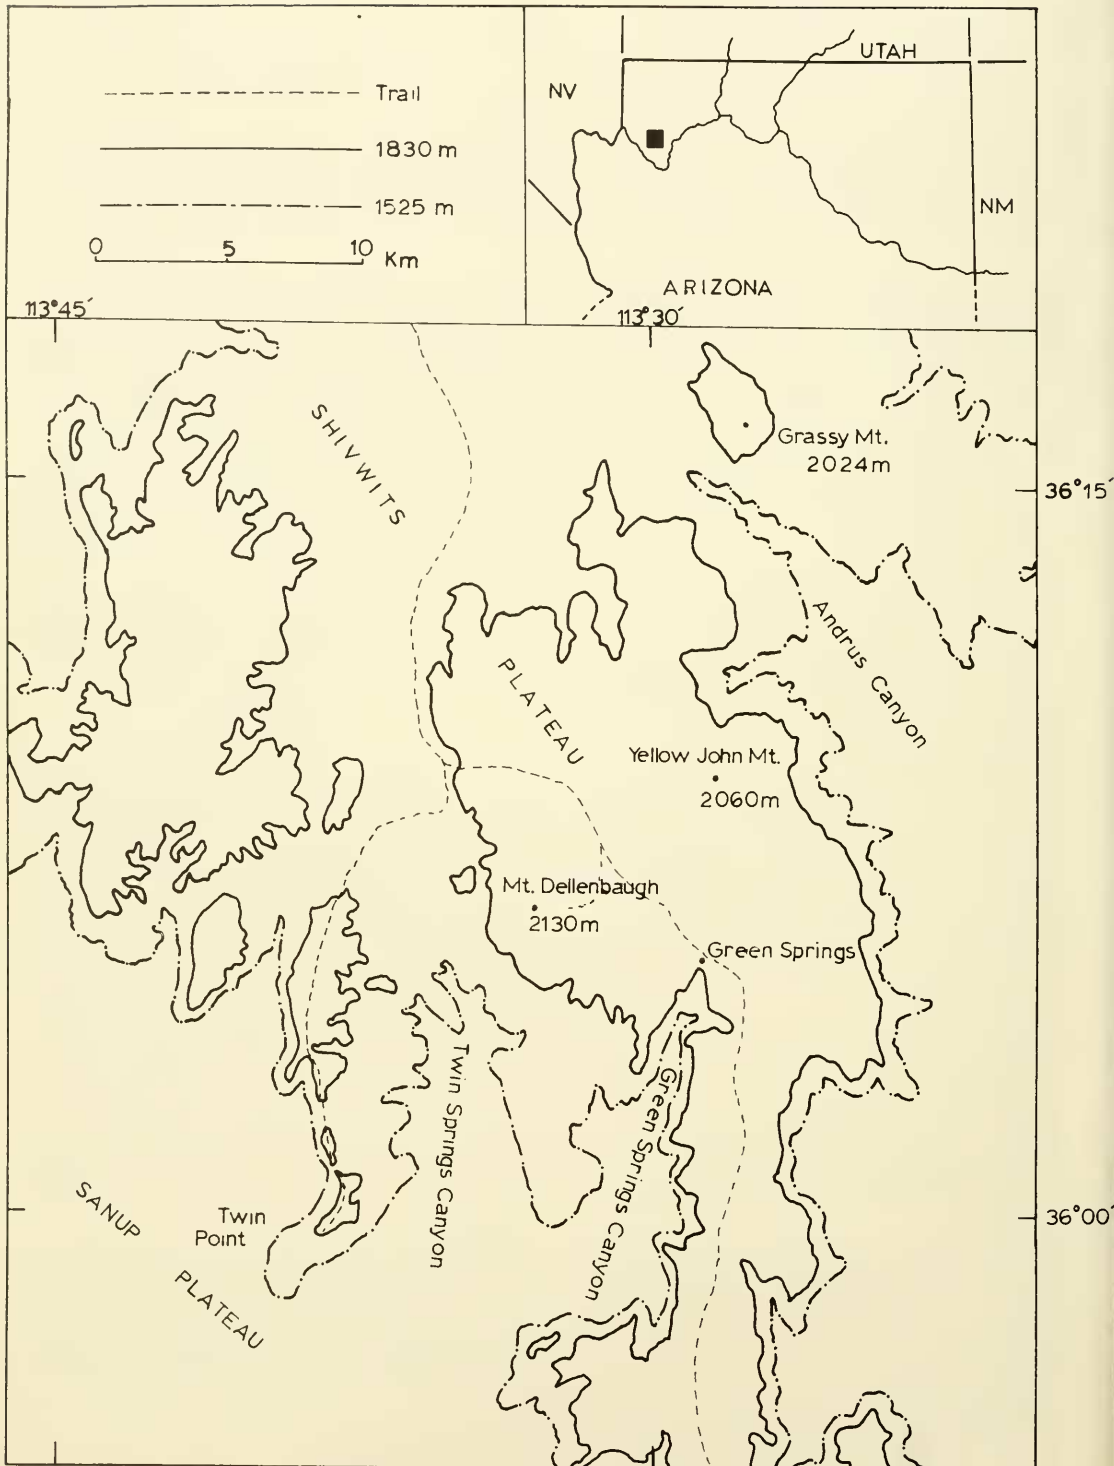 Trail
1830 m
1525 m
0 5 10 Km
UTAH
NV
NM
ARIZONA
113°45′
113°30′
SHIVWITS
PLATEAU
Grassy Mt.
2024m
36°15′
Andrus Canyon
Yellow John Mt.
2060m
Mt. Dellenbaugh
2130m
Green Springs
Twin Springs Canyon
Green Springs Canyon
SANUP
PLATEAU
Twin
Point
36°00′